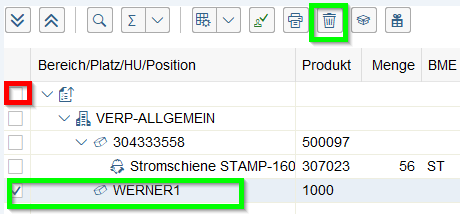 Σ
Bereich/Platz/HU/Position Produkt Menge BME
VERP-ALLGEMEIN
304333558 500097
Stromschiene STAMP-160 307023 56 ST
WERNER1 1000